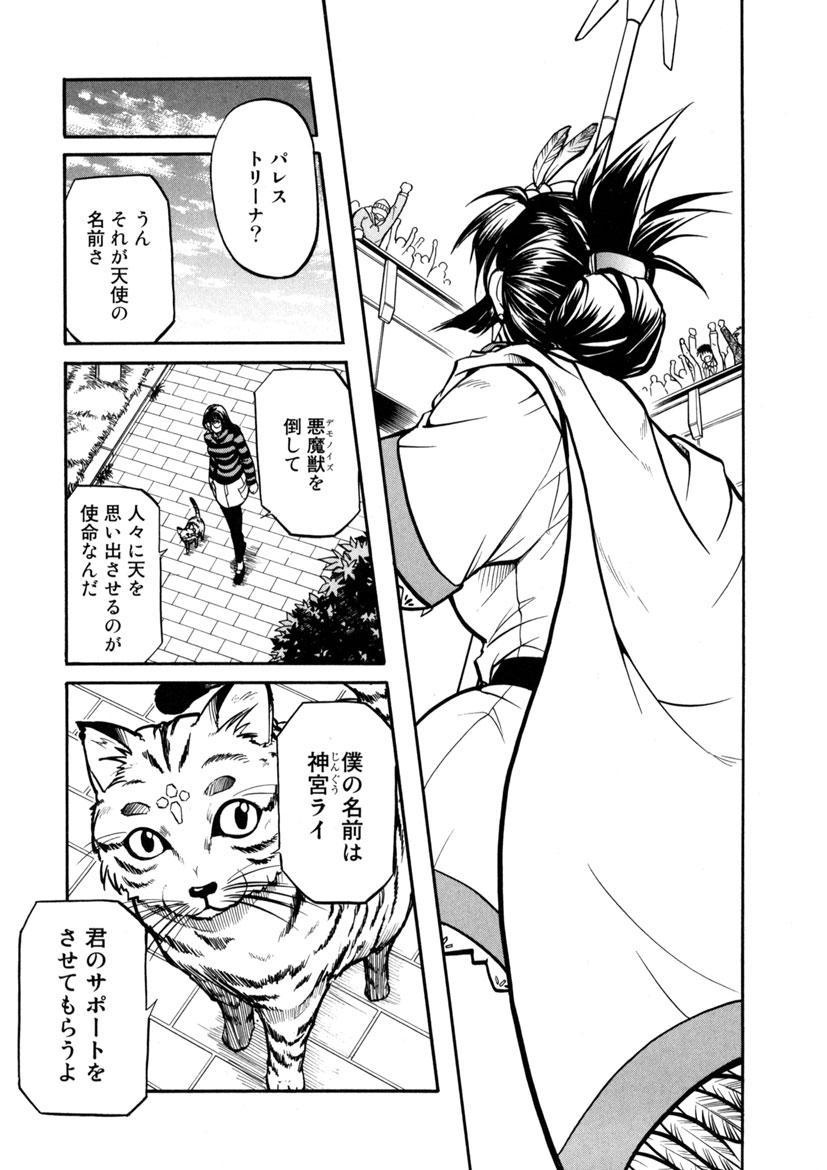 パレス
トリーナ?
うん
それが天使の
名前さ
悪魔獣を
デモノイズ
倒して
人々に天を
思い出させるのが
使命なんだ
僕の名前は
神宮ライ
じんぐう
君のサポートを
させてもらうよ